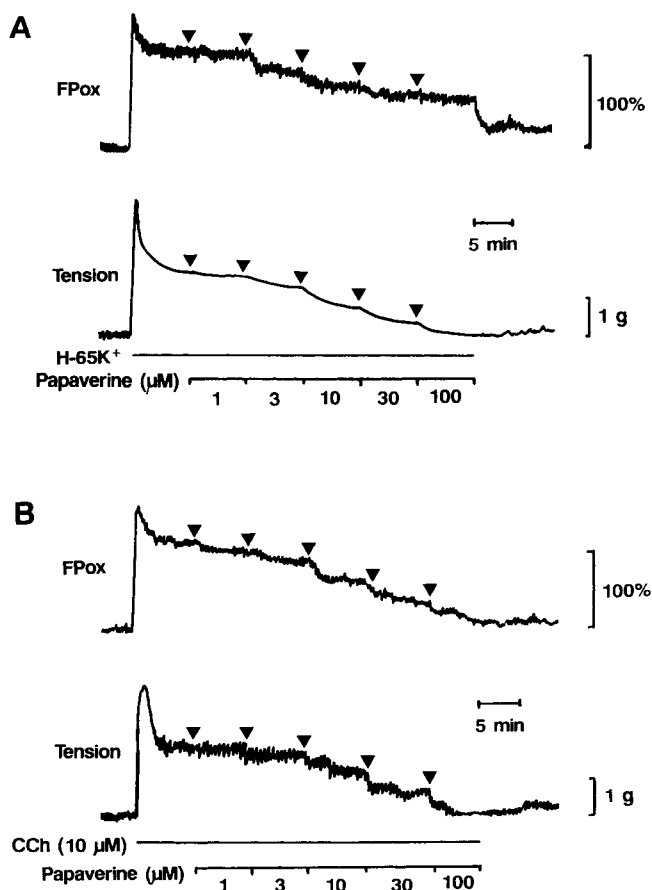 A
FPox
100%
5 min
Tension
1 g
H-65K⁺
Papaverine (μM)
1 3 10 30 100
B
FPox
100%
5 min
Tension
1 g
CCh (10 μM)
Papaverine (μM)
1 3 10 30 100